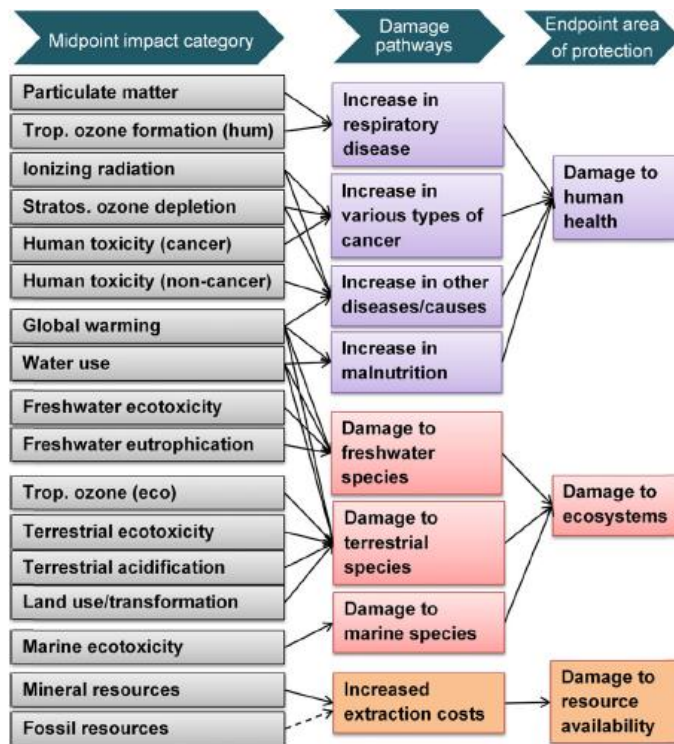 Midpoint impact category
Damage
pathways
Endpoint area
of protection
Particulate matter
Trop. ozone formation (hum)
Ionizing radiation
Stratos. ozone depletion
Human toxicity (cancer)
Human toxicity (non-cancer)
Global warming
Water use
Freshwater ecotoxicity
Freshwater eutrophication
Trop. ozone (eco)
Terrestrial ecotoxicity
Terrestrial acidification
Land use/transformation
Marine ecotoxicity
Mineral resources
Fossil resources
Increase in
respiratory
disease
Increase in
various types of
cancer
Increase in other
diseases/causes
Increase in
malnutrition
Damage to
freshwater
species
Damage to
terrestrial
species
Damage to
marine species
Increased
extraction costs
Damage to
human
health
Damage to
ecosystems
Damage to
resource
availability